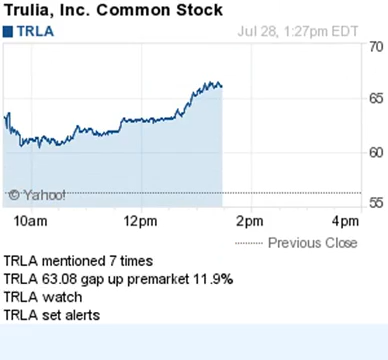 Trulia, Inc. Common Stock
TRLA Jul 28, 1:27pm EDT
70
65
60
© Yahoo!
55
10am 12pm 2pm 4pm
Previous Close
TRLA mentioned 7 times
TRLA 63.08 gap up premarket 11.9%
TRLA watch
TRLA set alerts